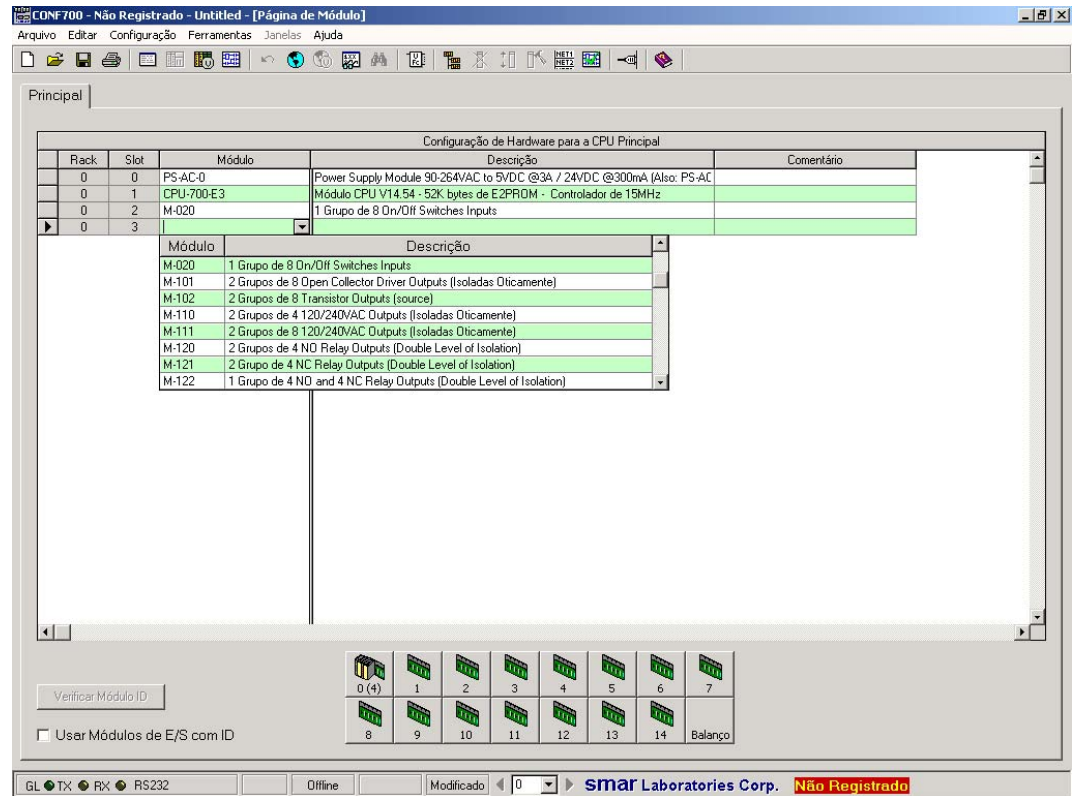 CONF700 - Não Registrado - Untitled - [Página de Módulo]
Arquivo Editar Configuração Ferramentas Janelas Ajuda
NET1
NET2
Principal
Configuração de Hardware para a CPU Principal
Rack Slot Módulo Descrição Comentário
0 0 PS-AC-0 Power Supply Module 90-264VAC to 5VDC @3A / 24VDC @300mA (Also: PS-AC
0 1 CPU-700-E3 Módulo CPU V14.54 - 52K bytes de E2PROM - Controlador de 15MHz
0 2 M-020 1 Grupo de 8 On/Off Switches Inputs
0 3
Módulo Descrição
M-020 1 Grupo de 8 On/Off Switches Inputs
M-101 2 Grupos de 8 Open Collector Driver Outputs (Isoladas Oticamente)
M-102 2 Grupos de 8 Transistor Outputs (source)
M-110 2 Grupos de 4 120/240VAC Outputs (Isoladas Oticamente)
M-111 2 Grupos de 8 120/240VAC Outputs (Isoladas Oticamente)
M-120 2 Grupos de 4 NO Relay Outputs (Double Level of Isolation)
M-121 2 Grupo de 4 NC Relay Outputs (Double Level of Isolation)
M-122 1 Grupo de 4 NO and 4 NC Relay Outputs (Double Level of Isolation)
0 (4) 1 2 3 4 5 6 7
Verificar Módulo ID
8 9 10 11 12 13 14 Balanço
Usar Módulos de E/S com ID
GL TX RX RS232 Offline Modificado 0 smar Laboratories Corp. Não Registrado